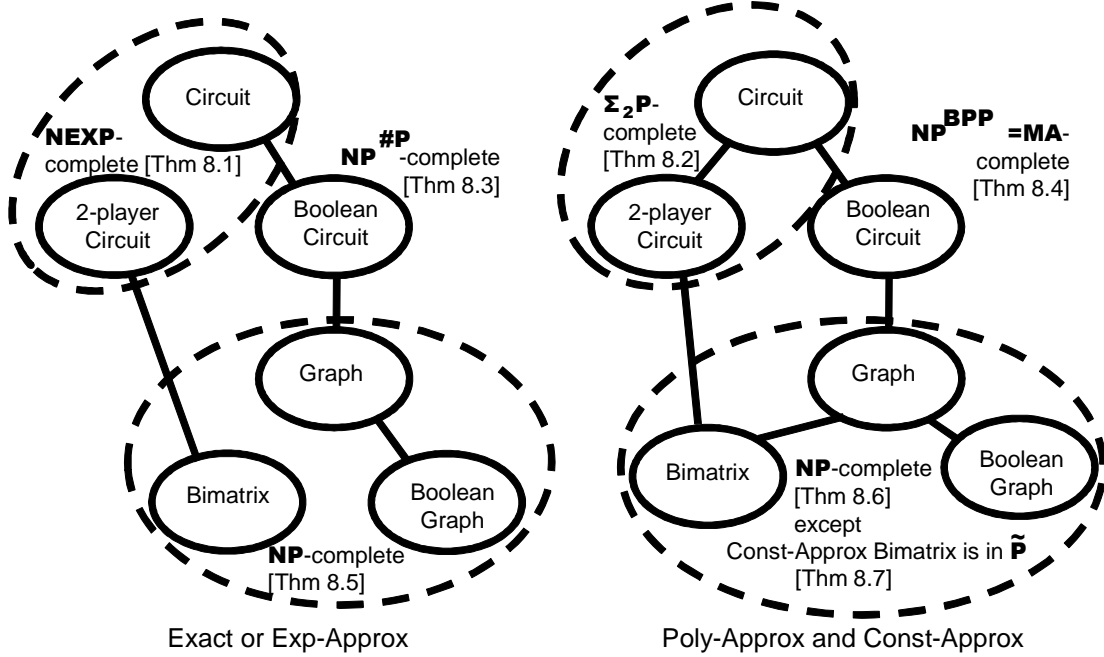 Circuit
NEXP-
complete [Thm 8.1]
NP#P
-complete
[Thm 8.3]
2-player
Circuit
Boolean
Circuit
Graph
Bimatrix
Boolean
Graph
NP-complete
[Thm 8.5]
Exact or Exp-Approx
Circuit
Σ₂P-
complete
[Thm 8.2]
NPBPP =MA-
complete
[Thm 8.4]
2-player
Circuit
Boolean
Circuit
Graph
Bimatrix
Boolean
Graph
NP-complete
[Thm 8.6]
except
Const-Approx Bimatrix is in P̃
[Thm 8.7]
Poly-Approx and Const-Approx